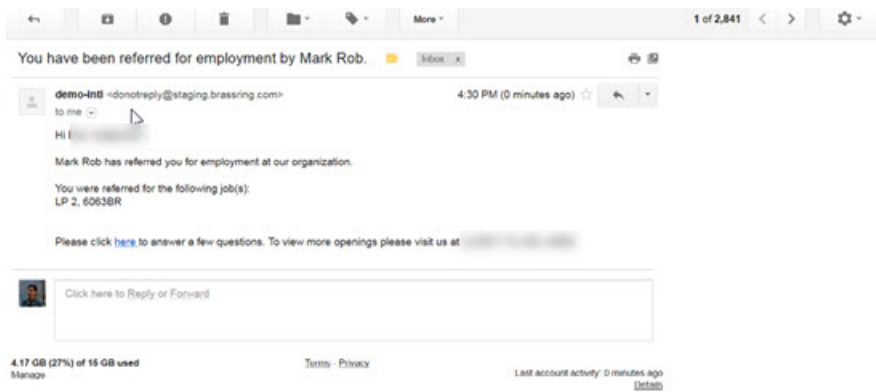 More
1 of 2,841
You have been referred for employment by Mark Rob.
Inbox x
demo-intl <donotreply@staging.brassring.com>
4:30 PM (0 minutes ago)
to me
Hi
Mark Rob has referred you for employment at our organization.
You were referred for the following job(s):
LP 2, 6063BR
Please click here to answer a few questions. To view more openings please visit us at
Click here to Reply or Forward
4.17 GB (27%) of 15 GB used
Manage
Terms - Privacy
Last account activity: 0 minutes ago
Details